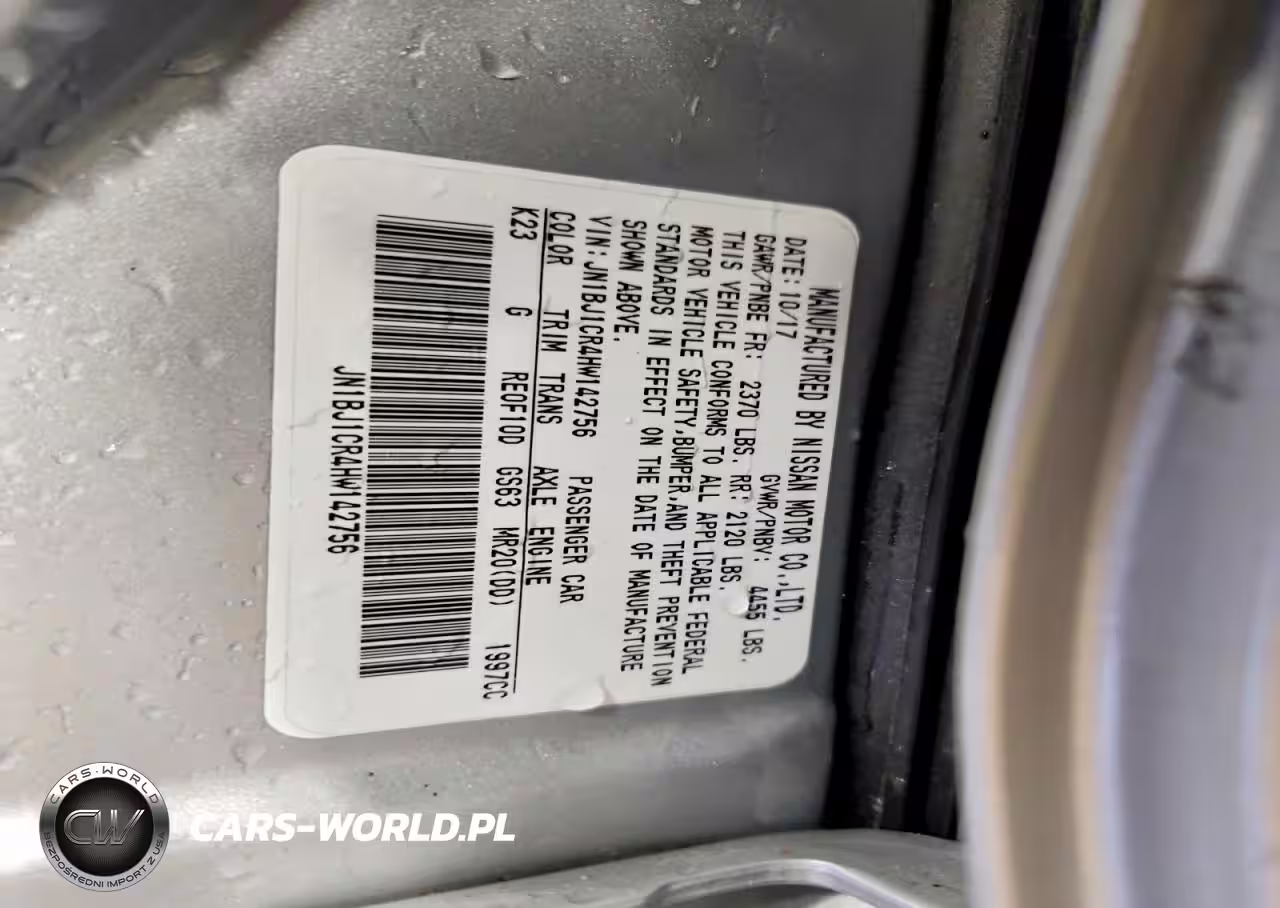 MANUFACTURED BY NISSAN MOTOR CO.,LTD.
DATE:10/17 GVWR/PNBV: 4455 LBS.
GAWR/PNBE FR: 2370 LBS. RR: 2120 LBS.
THIS VEHICLE CONFORMS TO ALL APPLICABLE FEDERAL
MOTOR VEHICLE SAFETY,BUMPER,AND THEFT PREVENTION
STANDARDS IN EFFECT ON THE DATE OF MANUFACTURE
SHOWN ABOVE.
VIN:JN1BJ1CR4HW142756 PASSENGER CAR
COLOR TRIM TRANS AXLE ENGINE
K23 G RE0F10D GS63 MR20(DD) 1997CC
JN1BJ1CR4HW142756
CARS-WORLD
CW
BEZPOŚREDNI IMPORT Z USA
CARS-WORLD.PL